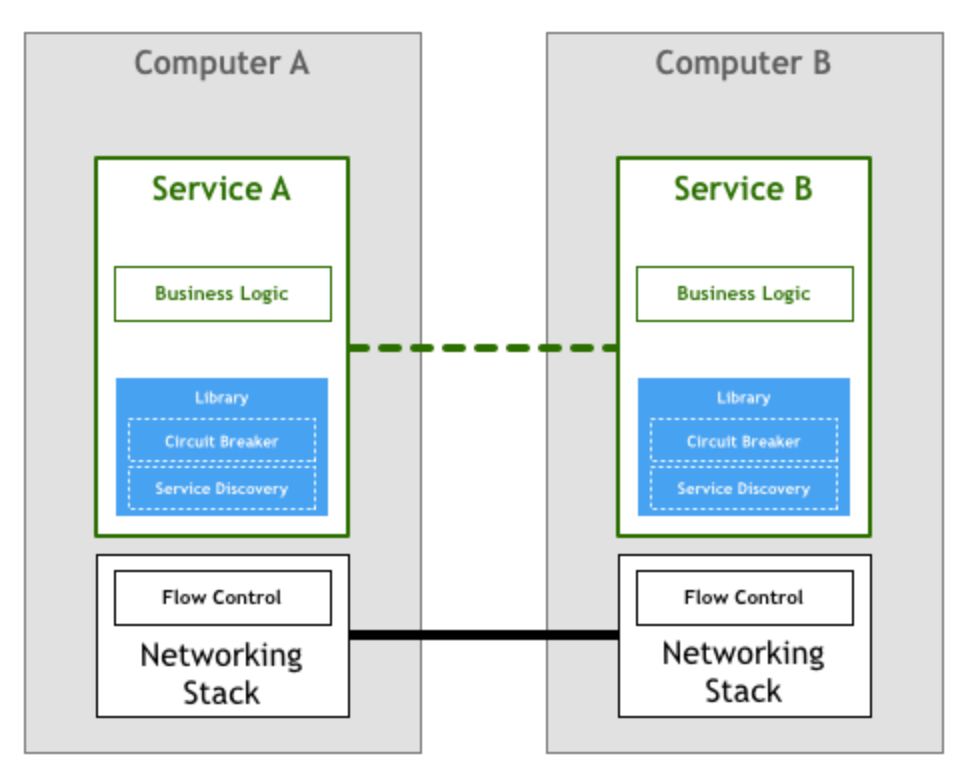 Computer A
Service A
Business Logic
Library
Circuit Breaker
Service Discovery
Flow Control
Networking
Stack
Computer B
Service B
Business Logic
Library
Circuit Breaker
Service Discovery
Flow Control
Networking
Stack